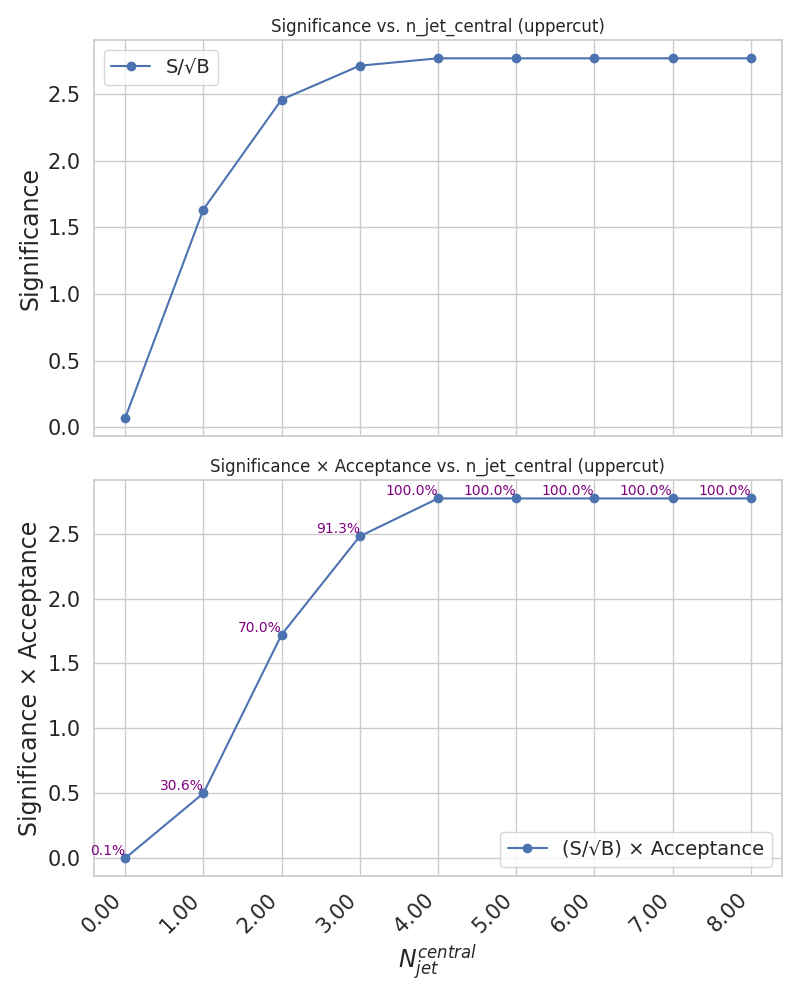 Significance vs. n_jet_central (uppercut)
S/√B
2.5
2.0
1.5
1.0
0.5
0.0
Significance
Significance × Acceptance vs. n_jet_central (uppercut)
100.0% 100.0% 100.0% 100.0% 100.0%
91.3%
70.0%
30.6%
0.1%
2.5
2.0
1.5
1.0
0.5
0.0
Significance × Acceptance
(S/√B) × Acceptance
0.00 1.00 2.00 3.00 4.00 5.00 6.00 7.00 8.00
N_{jet}^{central}